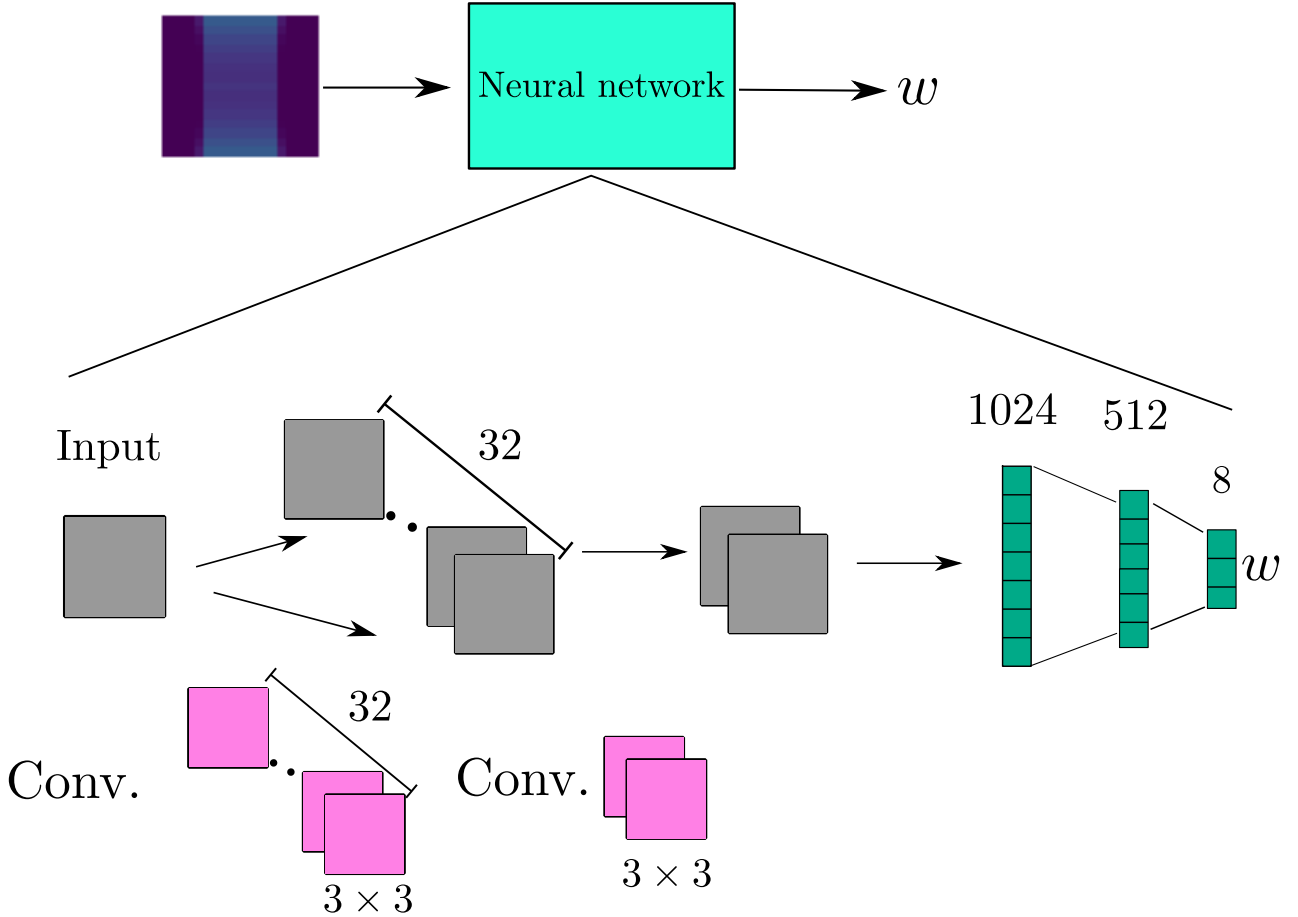 Neural network
w
Input
32
1024
512
8
w
32
Conv.
3 × 3
Conv.
3 × 3